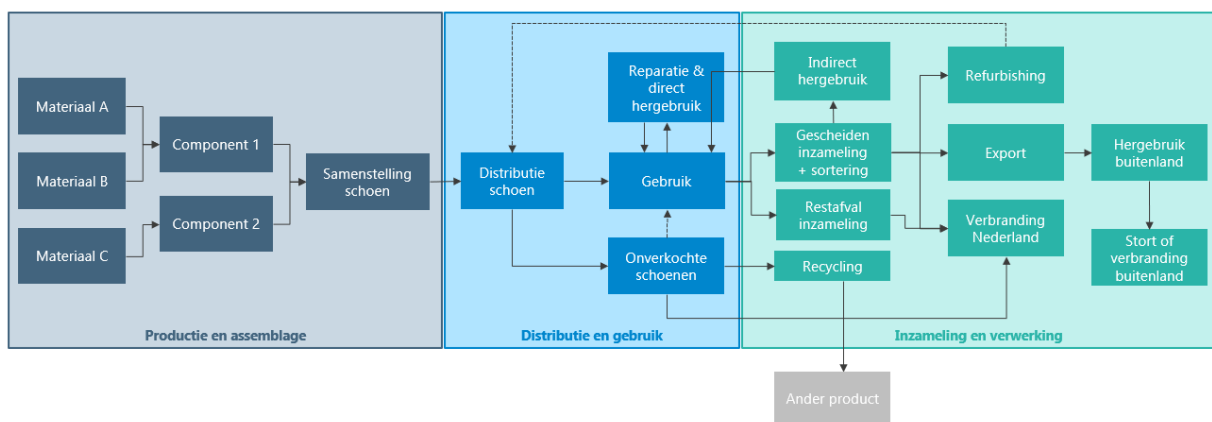 Materiaal A
Materiaal B
Materiaal C
Component 1
Component 2
Samenstelling
schoen
Productie en assemblage
Reparatie &
direct
hergebruik
Distributie
schoen
Gebruik
Onverkochte
schoenen
Distributie en gebruik
Indirect
hergebruik
Gescheiden
inzameling
+ sortering
Restafval
inzameling
Recycling
Refurbishing
Export
Verbranding
Nederland
Hergebruik
buitenland
Stort of
verbranding
buitenland
Inzameling en verwerking
Ander product